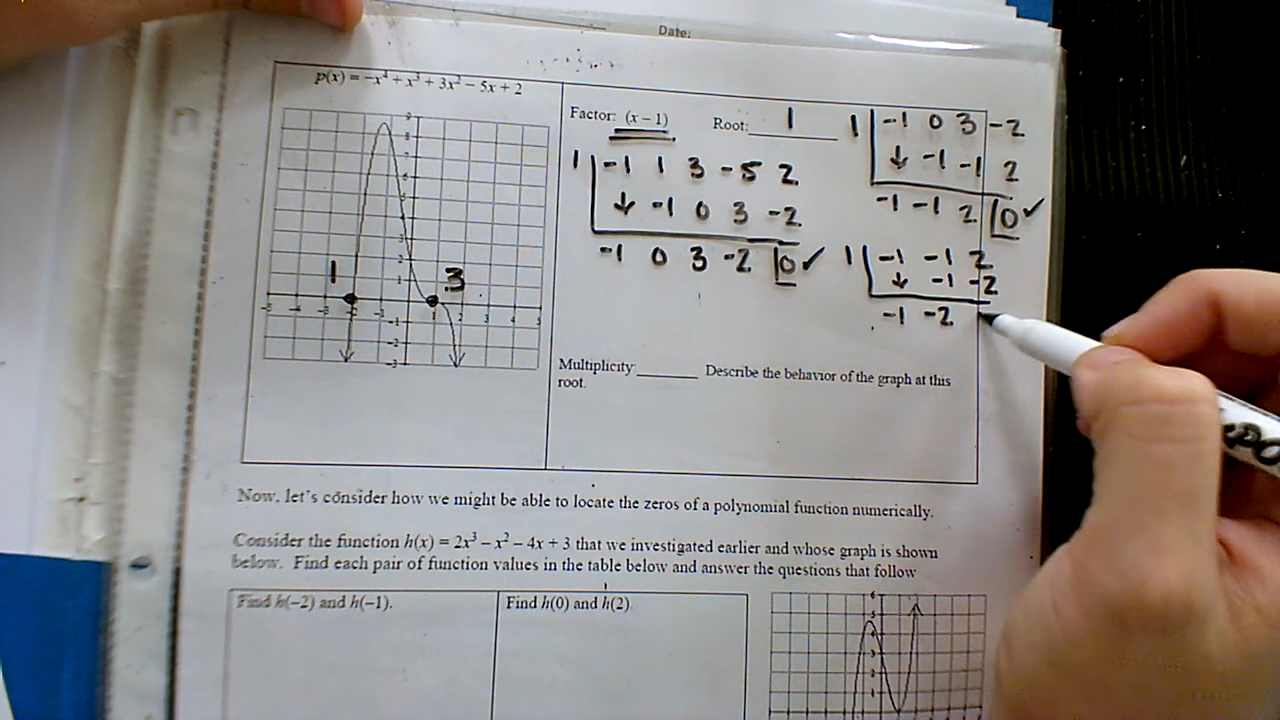 Date:
p(x) = −x⁴ + x³ + 3x² − 5x + 2
Factor: (x − 1) Root: 1
1 -1 1 3 -5 2
↓ -1 0 3 -2
-1 0 3 -2 0 ✓
1 -1 0 3 -2
↓ -1 -1 2
-1 -1 2 0 ✓
1 -1 -1 2
↓ -1 -2
-1 -2
1
3
Multiplicity Describe the behavior of the graph at this
root.
Now, let's consider how we might be able to locate the zeros of a polynomial function numerically.
Consider the function h(x) = 2x³ − x² − 4x + 3 that we investigated earlier and whose graph is shown
below. Find each pair of function values in the table below and answer the questions that follow
Find h(−2) and h(−1).
Find h(0) and h(2).